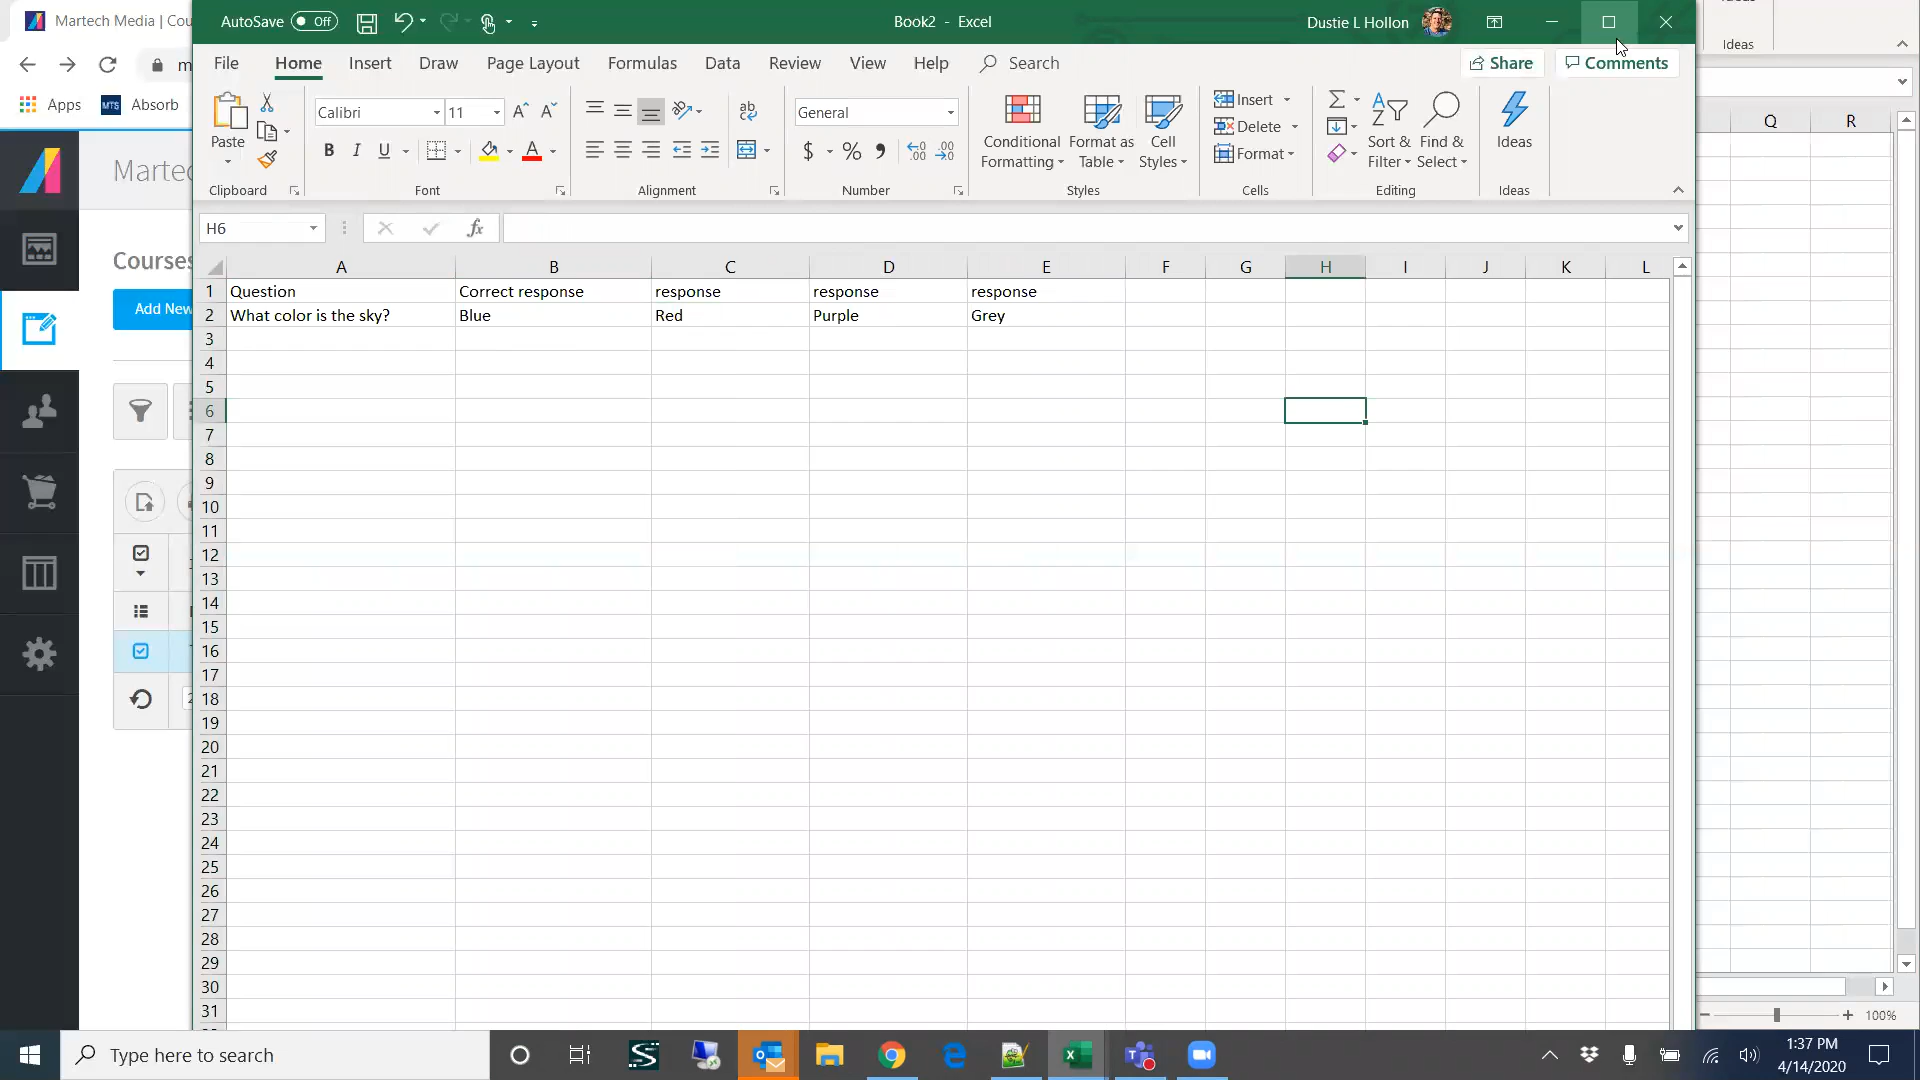 Martech Media | Cou
AutoSave Off
Book2 - Excel
Dustie L Hollon
Ideas
File Home Insert Draw Page Layout Formulas Data Review View Help Search
Share Comments
Apps MTS Absorb
Paste
Calibri 11
General
Conditional Formatting
Format as Table
Cell Styles
Insert
Delete
Format
Sort & Filter
Find & Select
Ideas
Clipboard Font Alignment Number Styles Cells Editing Ideas
H6 fx
Courses
Add New
A B C D E F G H I J K L Q R
1 Question Correct response response response response
2 What color is the sky? Blue Red Purple Grey
3
4
5
6
7
8
9
10
11
12
13
14
15
16
17
18
19
20
21
22
23
24
25
26
27
28
29
30
31
100%
Type here to search
1:37 PM
4/14/2020